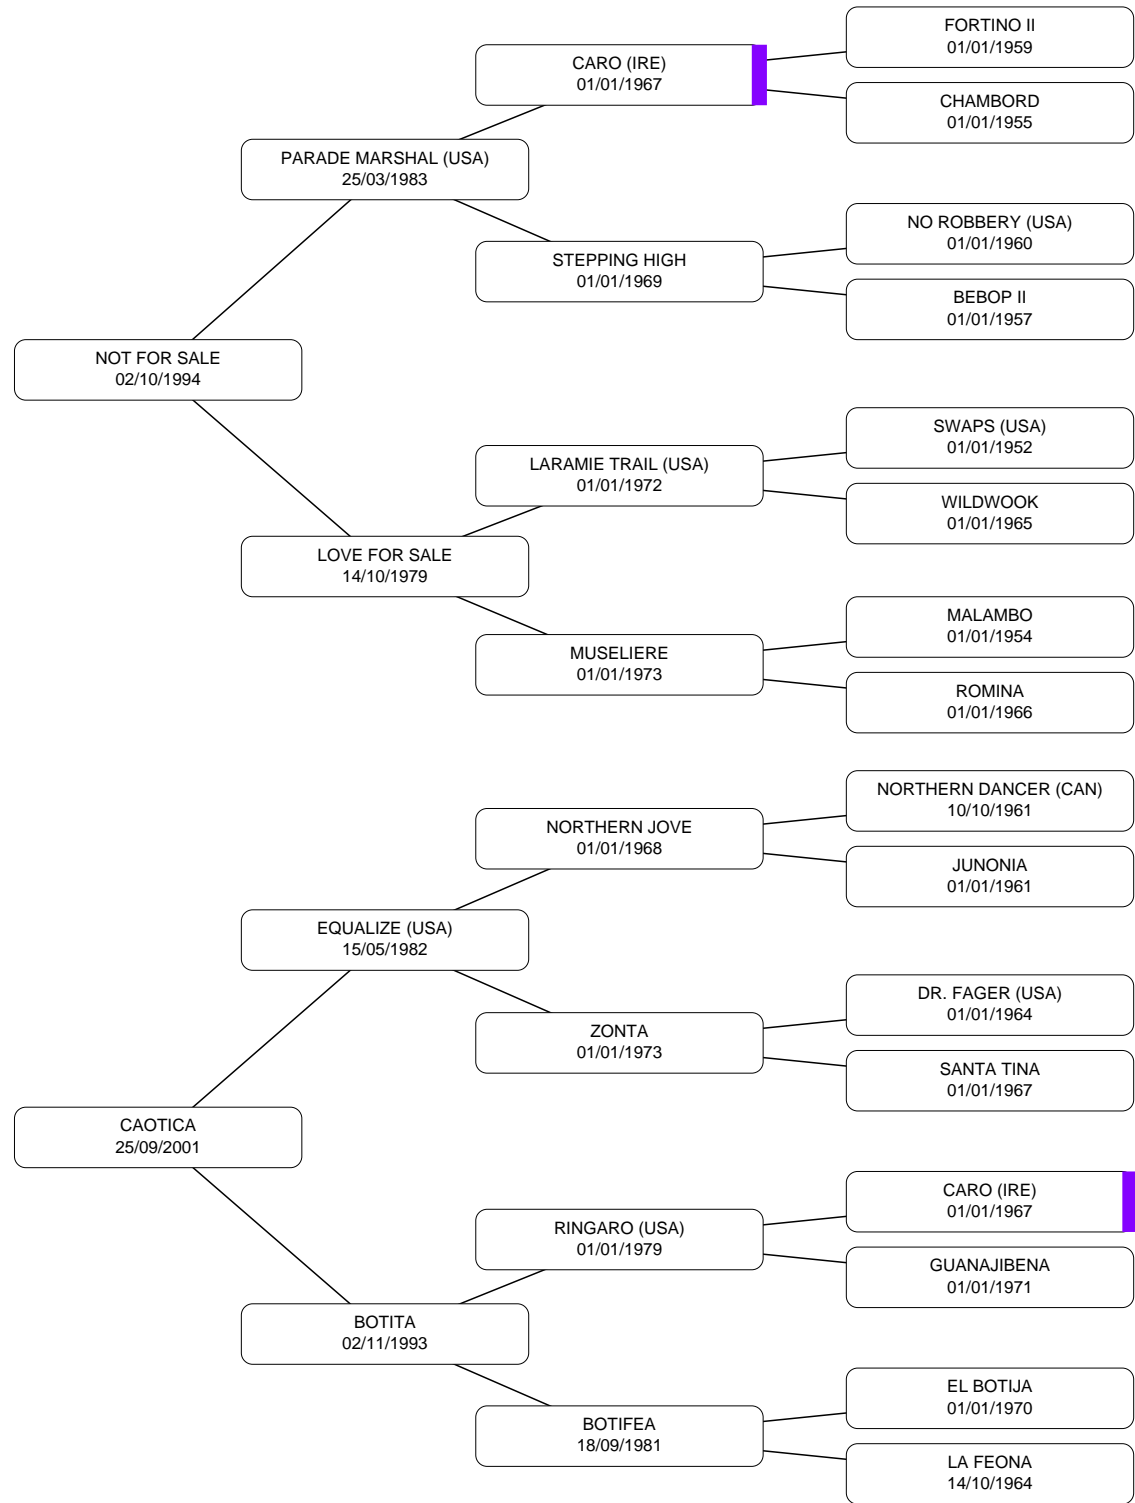 FORTINO II
01/01/1959
CARO (IRE)
01/01/1967
CHAMBORD
01/01/1955
PARADE MARSHAL (USA)
25/03/1983
NO ROBBERY (USA)
01/01/1960
STEPPING HIGH
01/01/1969
BEBOP II
01/01/1957
NOT FOR SALE
02/10/1994
SWAPS (USA)
01/01/1952
LARAMIE TRAIL (USA)
01/01/1972
WILDWOOK
01/01/1965
LOVE FOR SALE
14/10/1979
MALAMBO
01/01/1954
MUSELIERE
01/01/1973
ROMINA
01/01/1966
NORTHERN DANCER (CAN)
10/10/1961
NORTHERN JOVE
01/01/1968
JUNONIA
01/01/1961
EQUALIZE (USA)
15/05/1982
DR. FAGER (USA)
01/01/1964
ZONTA
01/01/1973
SANTA TINA
01/01/1967
CAOTICA
25/09/2001
CARO (IRE)
01/01/1967
RINGARO (USA)
01/01/1979
GUANAJIBENA
01/01/1971
BOTITA
02/11/1993
EL BOTIJA
01/01/1970
BOTIFEA
18/09/1981
LA FEONA
14/10/1964